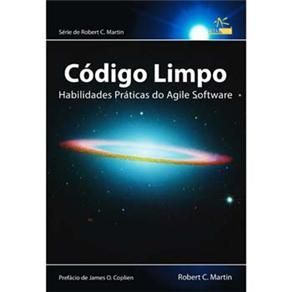 Série de Robert C. Martin
Código Limpo
Habilidades Práticas do Agile Software
Prefácio de James O. Coplien
Robert C. Martin